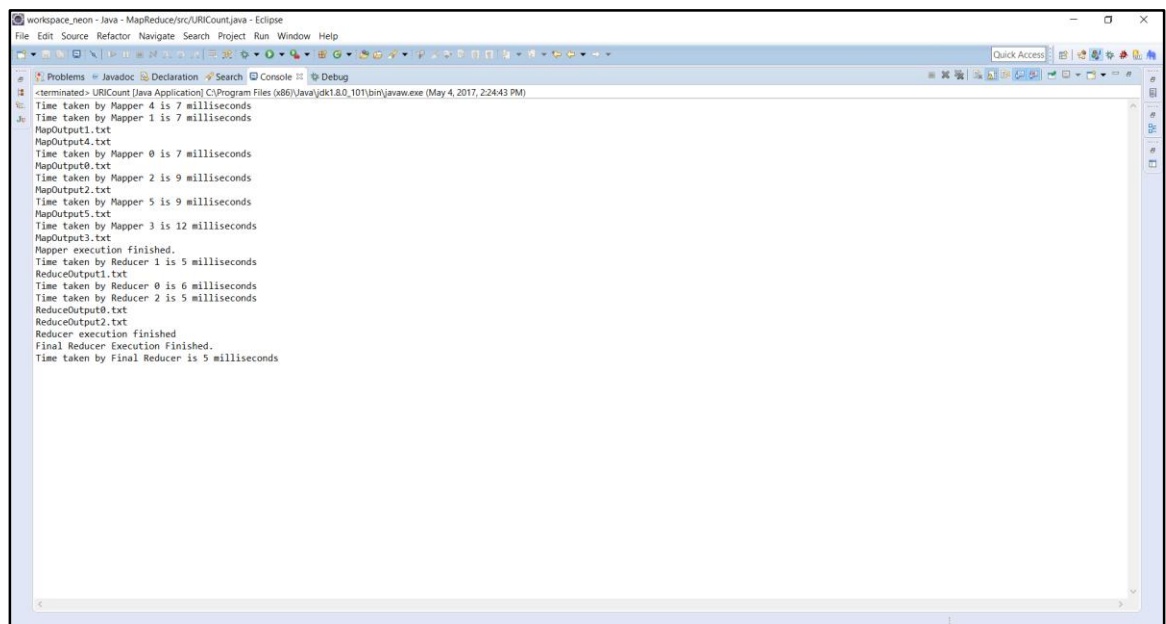 workspace_neon - Java - MapReduce/src/URICount.java - Eclipse
File Edit Source Refactor Navigate Search Project Run Window Help
Quick Access
Problems Javadoc Declaration Search Console Debug
<terminated> URICount [Java Application] C:\Program Files (x86)\Java\jdk1.8.0_101\bin\javaw.exe (May 4, 2017, 2:24:43 PM)
Time taken by Mapper 4 is 7 milliseconds
Time taken by Mapper 1 is 7 milliseconds
MapOutput1.txt
MapOutput4.txt
Time taken by Mapper 0 is 7 milliseconds
MapOutput0.txt
Time taken by Mapper 2 is 9 milliseconds
MapOutput2.txt
Time taken by Mapper 5 is 9 milliseconds
MapOutput5.txt
Time taken by Mapper 3 is 12 milliseconds
MapOutput3.txt
Mapper execution finished.
Time taken by Reducer 1 is 5 milliseconds
ReduceOutput1.txt
Time taken by Reducer 0 is 6 milliseconds
Time taken by Reducer 2 is 5 milliseconds
ReduceOutput0.txt
ReduceOutput2.txt
Reducer execution finished
Final Reducer Execution Finished.
Time taken by Final Reducer is 5 milliseconds